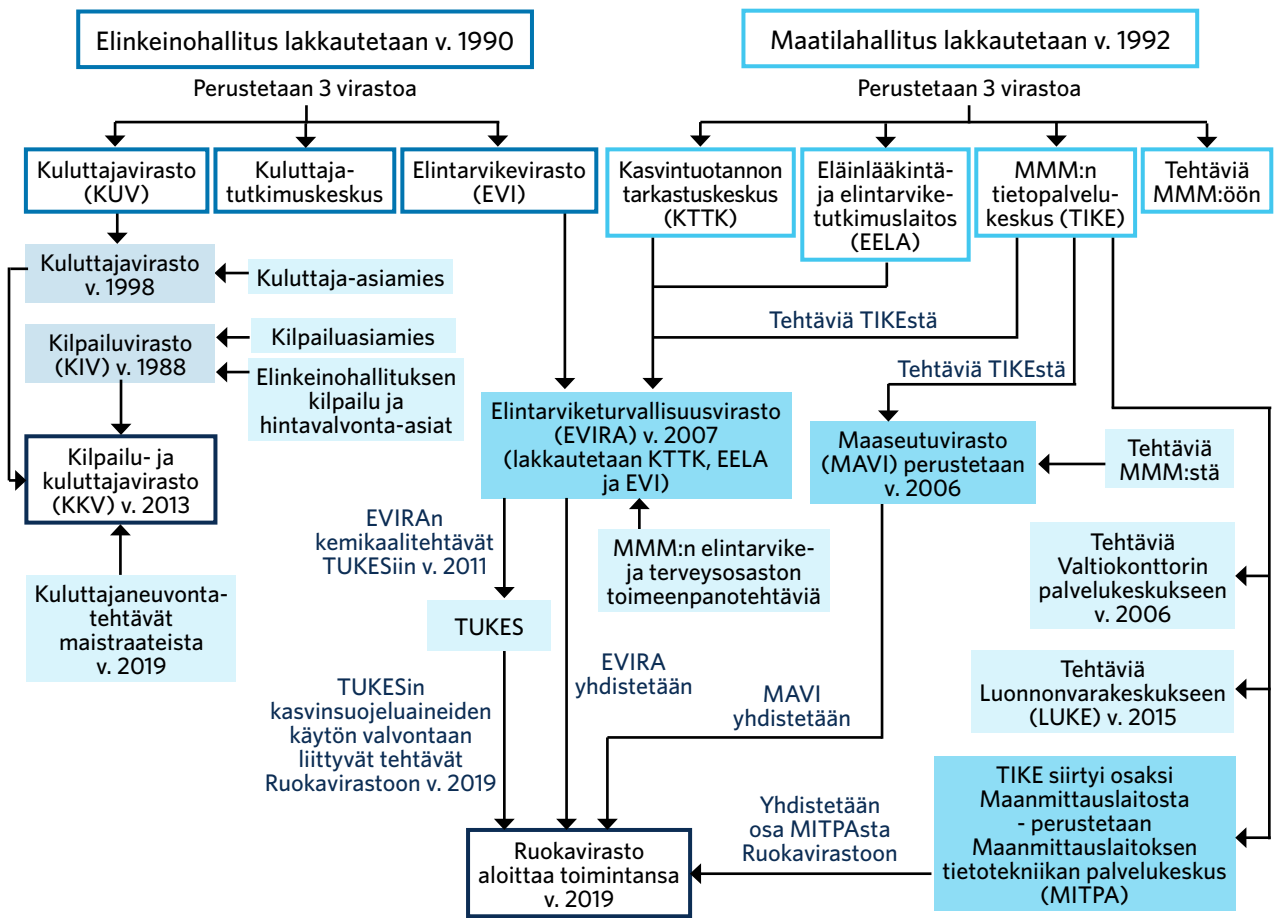 Elinkeinohallitus lakkautetaan v. 1990
Perustetaan 3 virastoa
Kuluttajavirasto
(KUV)
Kuluttaja-
tutkimuskeskus
Elintarvikevirasto
(EVI)
Maatilahallitus lakkautetaan v. 1992
Perustetaan 3 virastoa
Kasvintuotannon
tarkastuskeskus
(KTTK)
Eläinlääkintä-
ja elintarvike-
tutkimuslaitos
(EELA)
MMM:n
tietopalvelu-
keskus (TIKE)
Tehtäviä
MMM:öön
Kuluttajavirasto
v. 1998
Kuluttaja-asiamies
Kilpailuvirasto
(KIV) v. 1988
Kilpailuasiamies
Elinkeinohallituksen
kilpailu ja
hintavalvonta-asiat
Kilpailu- ja
kuluttajavirasto
(KKV) v. 2013
Kuluttajaneuvonta-
tehtävät
maistraateista
v. 2019
Tehtäviä TIKEstä
Tehtäviä TIKEstä
Elintarviketurvallisuusvirasto
(EVIRA) v. 2007
(lakkautetaan KTTK, EELA
ja EVI)
Maaseutuvirasto
(MAVI) perustetaan
v. 2006
Tehtäviä
MMM:stä
EVIRAn
kemikaalitehtävät
TUKESiin v. 2011
MMM:n elintarvike-
ja terveysosaston
toimeenpanotehtäviä
Tehtäviä
Valtiokonttorin
palvelukeskukseen
v. 2006
TUKES
EVIRA
yhdistetään
MAVI
yhdistetään
Tehtäviä
Luonnonvarakeskukseen
(LUKE) v. 2015
TUKESin
kasvinsuojeluaineiden
käytön valvontaan
liittyvät tehtävät
Ruokavirastoon v. 2019
Yhdistetään
osa MITPAsta
Ruokavirastoon
TIKE siirtyi osaksi
Maanmittauslaitosta
- perustetaan
Maanmittauslaitoksen
tietotekniikan palvelukeskus
(MITPA)
Ruokavirasto
aloittaa toimintansa
v. 2019